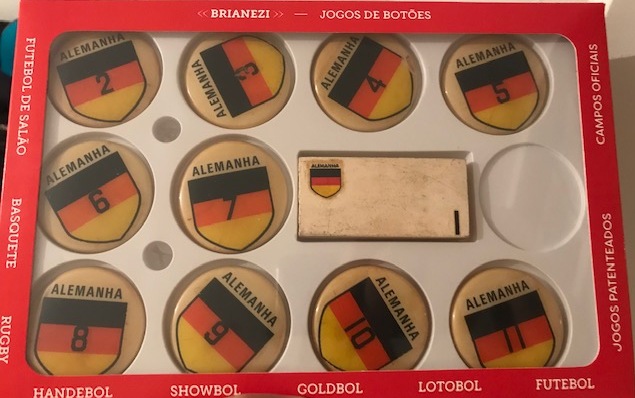 ‹‹ BRIANEZI ›› — JOGOS DE BOTÕES
FUTEBOL DE SALÃO
BASQUETE
RUGBY
CAMPOS OFICIAIS
JOGOS PATENTEADOS
ALEMANHA
2
ALEMANHA
3
ALEMANHA
4
ALEMANHA
5
ALEMANHA
6
ALEMANHA
7
ALEMANHA
1
ALEMANHA
8
ALEMANHA
9
ALEMANHA
10
ALEMANHA
11
HANDEBOL
SHOWBOL
GOLDBOL
LOTOBOL
FUTEBOL